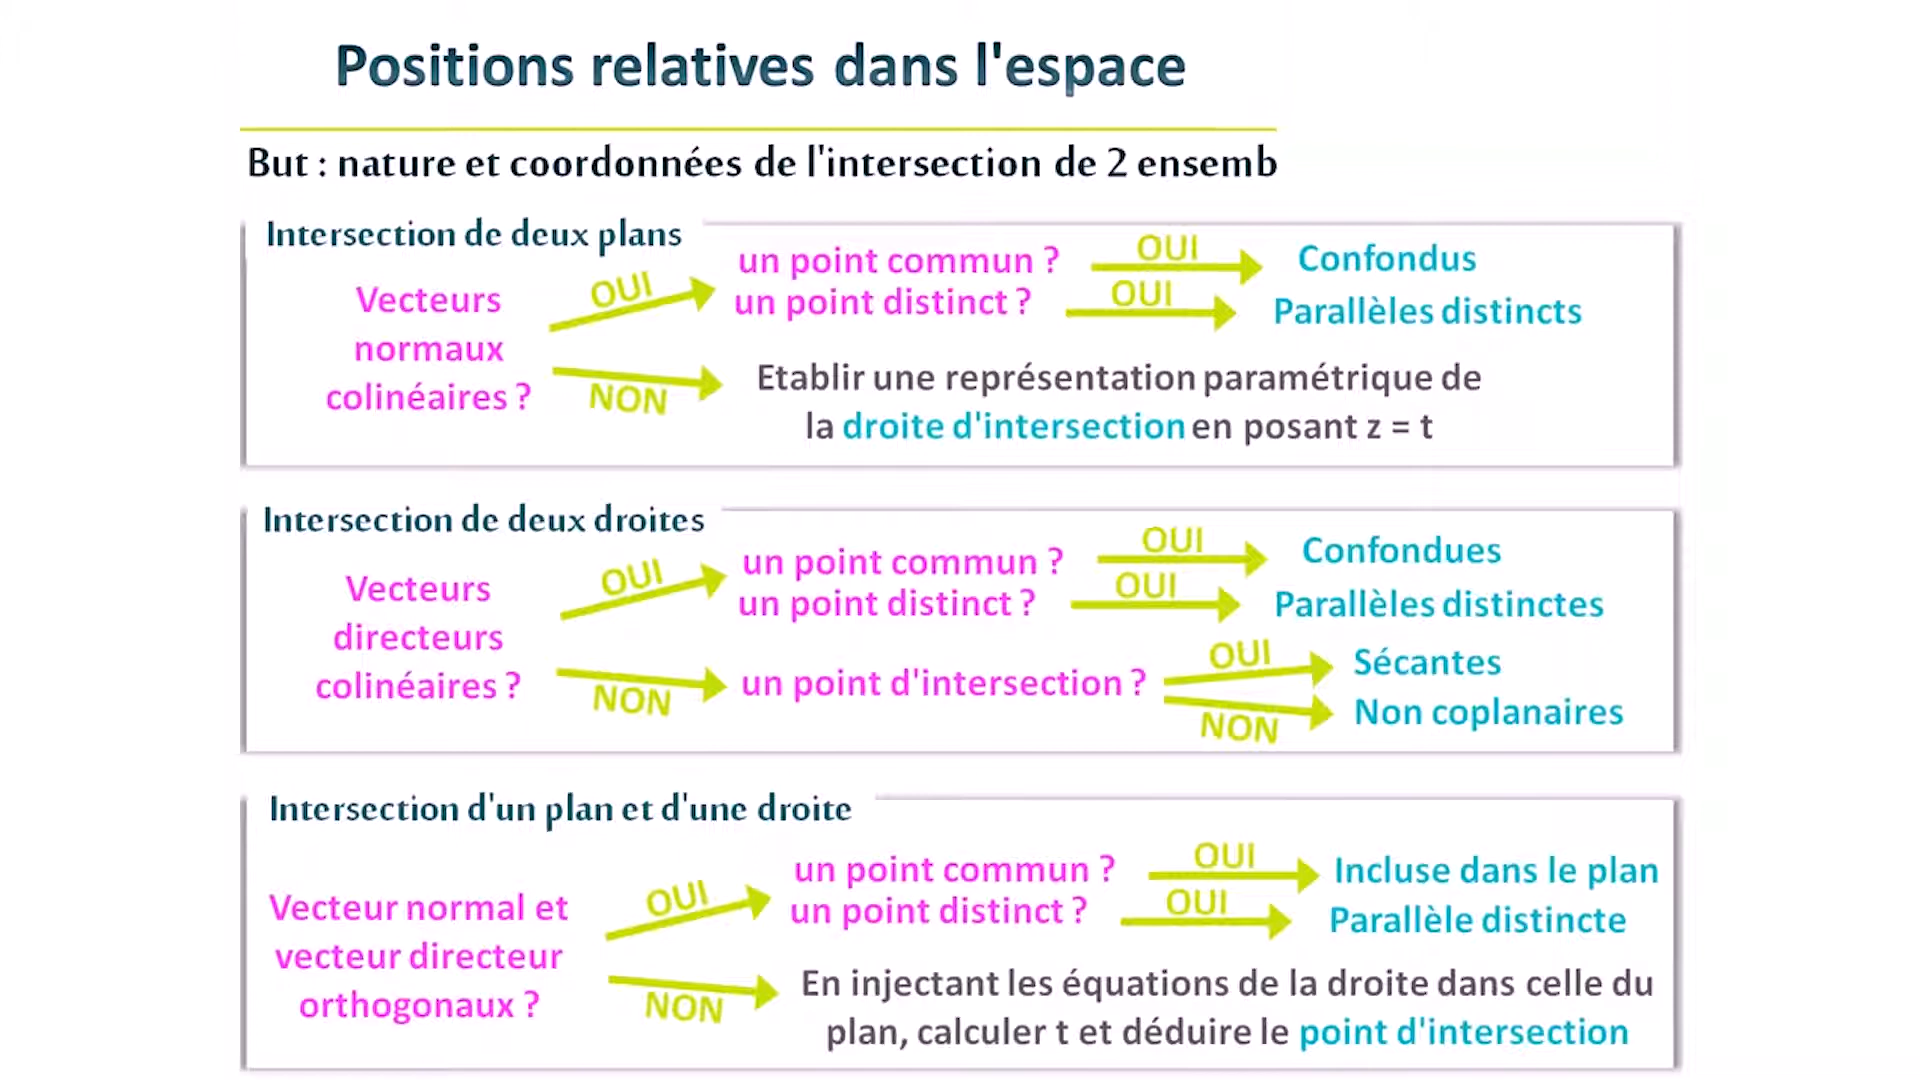 Positions relatives dans l'espace
But : nature et coordonnées de l'intersection de 2 ensemb
Intersection de deux plans
Vecteurs
normaux
colinéaires ?
OUI
NON
un point commun ?
OUI
Confondus
un point distinct ?
OUI
Parallèles distincts
Etablir une représentation paramétrique de
la droite d'intersection en posant z = t
Intersection de deux droites
Vecteurs
directeurs
colinéaires ?
OUI
NON
un point commun ?
OUI
Confondues
un point distinct ?
OUI
Parallèles distinctes
un point d'intersection ?
OUI
Sécantes
NON
Non coplanaires
Intersection d'un plan et d'une droite
Vecteur normal et
vecteur directeur
orthogonaux ?
OUI
NON
un point commun ?
OUI
Incluse dans le plan
un point distinct ?
OUI
Parallèle distincte
En injectant les équations de la droite dans celle du
plan, calculer t et déduire le point d'intersection